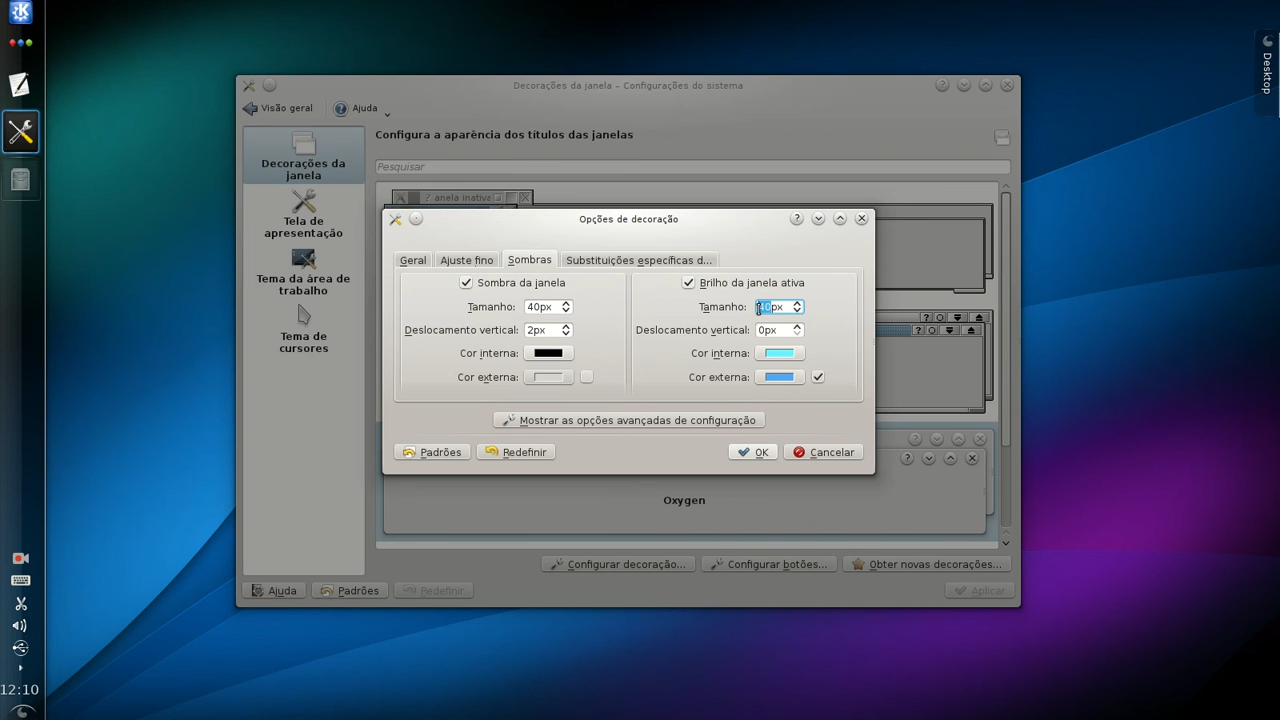 Desktop
Decorações da janela – Configurações do sistema
Visão geral
Ajuda
Decorações da janela
Tela de apresentação
Tema da área de trabalho
Tema de cursores
Configura a aparência dos títulos das janelas
Pesquisar
? anela inativa
Opções de decoração
Geral
Ajuste fino
Sombras
Substituições específicas d...
Sombra da janela
Tamanho: 40px
Deslocamento vertical: 2px
Cor interna:
Cor externa:
Brilho da janela ativa
Tamanho: 40px
Deslocamento vertical: 0px
Cor interna:
Cor externa:
Mostrar as opções avançadas de configuração
Padrões
Redefinir
OK
Cancelar
Oxygen
Configurar decoração...
Configurar botões...
Obter novas decorações...
Ajuda
Padrões
Redefinir
Aplicar
12:10